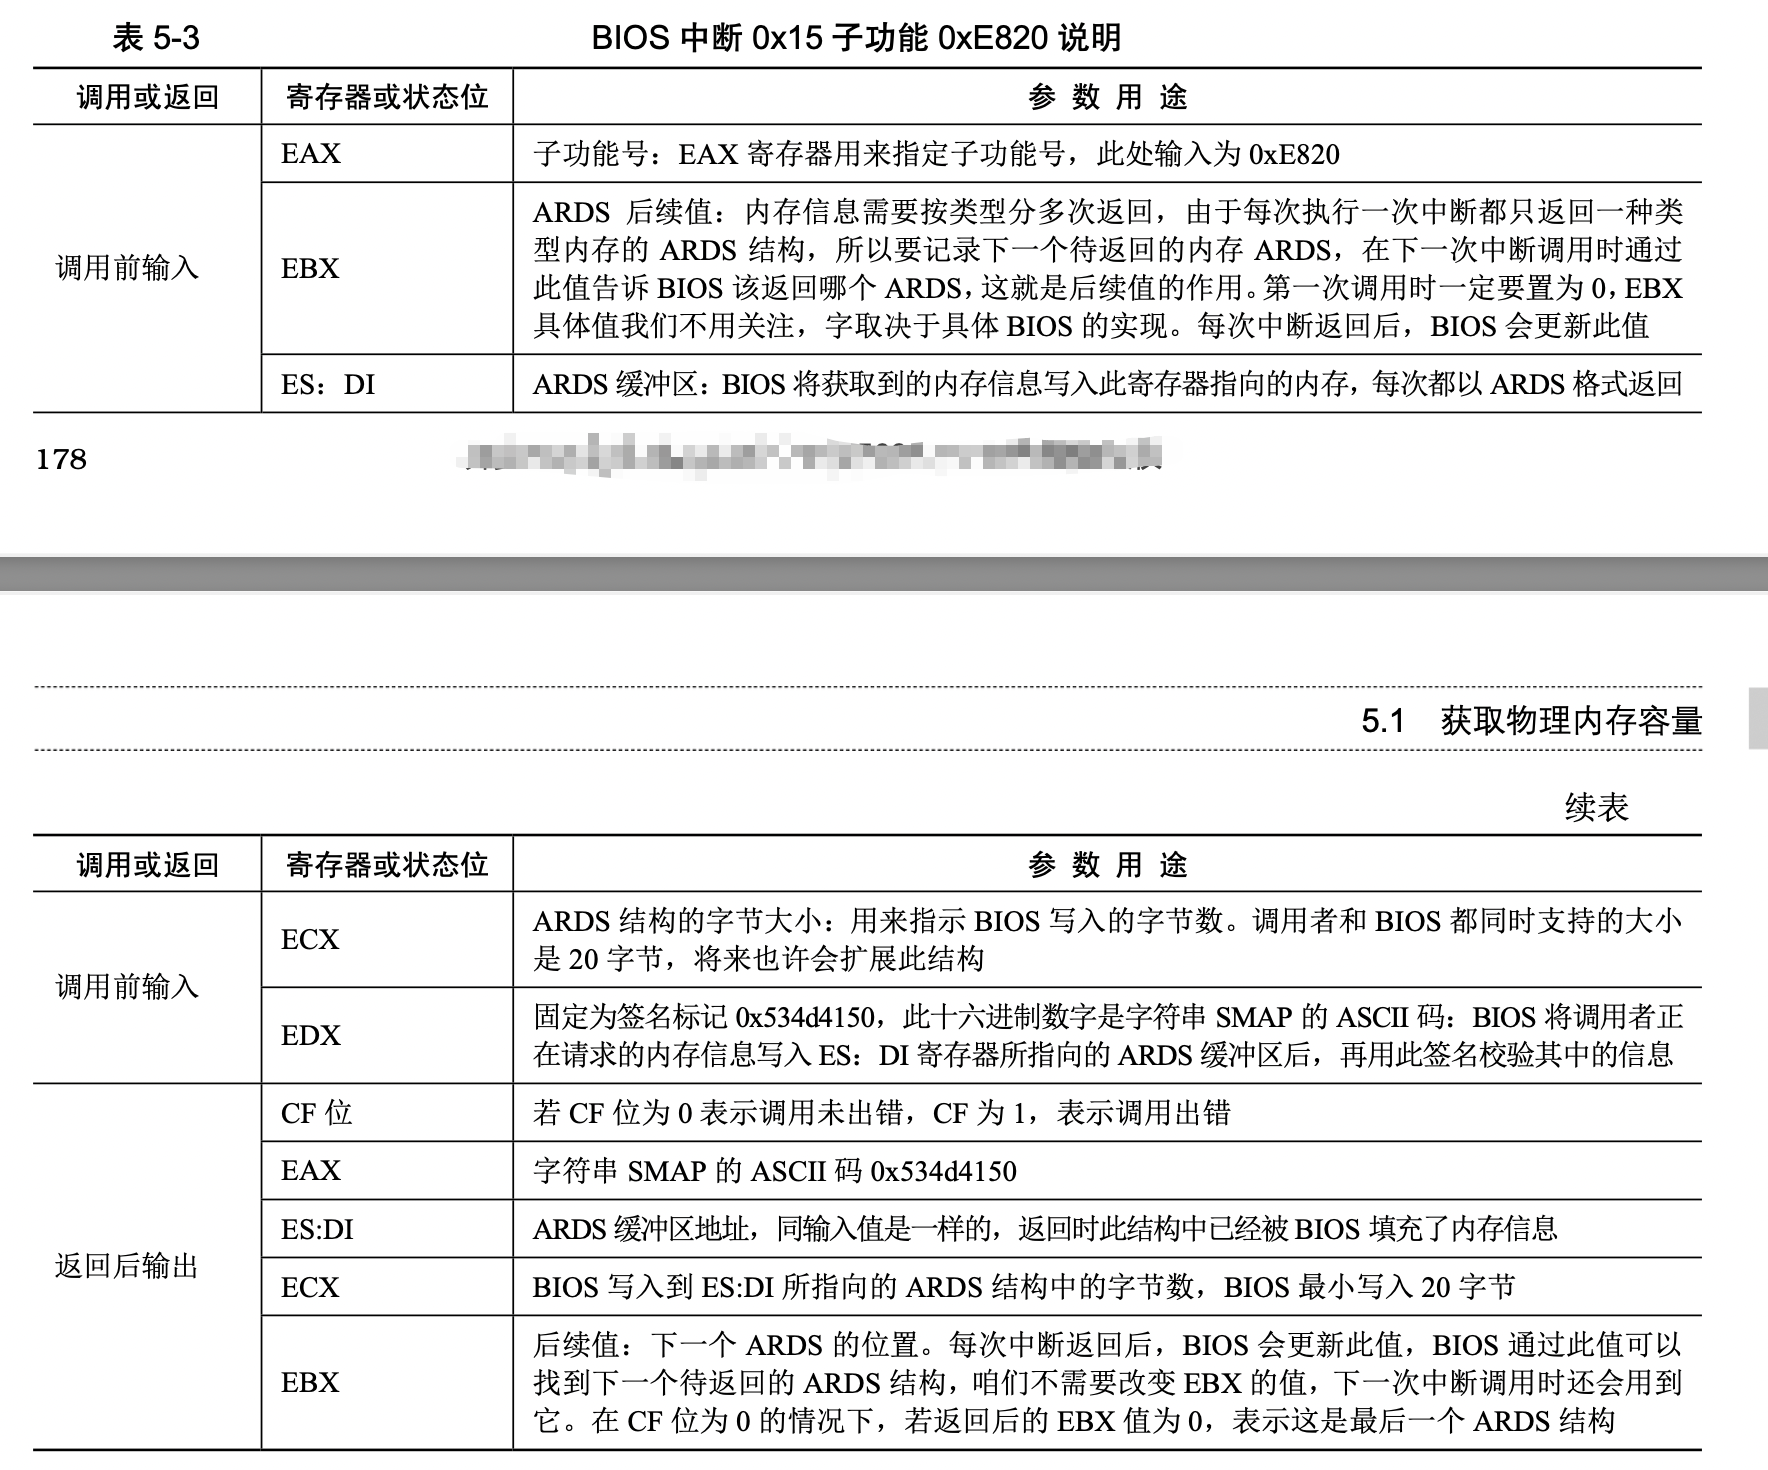 表 5-3 BIOS 中断 0x15 子功能 0xE820 说明
调用或返回 寄存器或状态位 参 数 用 途
调用前输入
EAX 子功能号：EAX 寄存器用来指定子功能号，此处输入为 0xE820
EBX
ARDS 后续值：内存信息需要按类型分多次返回，由于每次执行一次中断都只返回一种类
型内存的 ARDS 结构，所以要记录下一个待返回的内存 ARDS，在下一次中断调用时通过
此值告诉 BIOS 该返回哪个 ARDS，这就是后续值的作用。第一次调用时一定要置为 0，EBX
具体值我们不用关注，字取决于具体 BIOS 的实现。每次中断返回后，BIOS 会更新此值
ES：DI ARDS 缓冲区：BIOS 将获取到的内存信息写入此寄存器指向的内存，每次都以 ARDS 格式返回
178
5.1 获取物理内存容量
续表
调用或返回 寄存器或状态位 参 数 用 途
调用前输入
ECX
ARDS 结构的字节大小：用来指示 BIOS 写入的字节数。调用者和 BIOS 都同时支持的大小
是 20 字节，将来也许会扩展此结构
EDX
固定为签名标记 0x534d4150，此十六进制数字是字符串 SMAP 的 ASCII 码：BIOS 将调用者正
在请求的内存信息写入 ES：DI 寄存器所指向的 ARDS 缓冲区后，再用此签名校验其中的信息
返回后输出
CF 位 若 CF 位为 0 表示调用未出错，CF 为 1，表示调用出错
EAX 字符串 SMAP 的 ASCII 码 0x534d4150
ES:DI ARDS 缓冲区地址，同输入值是一样的，返回时此结构中已经被 BIOS 填充了内存信息
ECX BIOS 写入到 ES:DI 所指向的 ARDS 结构中的字节数，BIOS 最小写入 20 字节
EBX
后续值：下一个 ARDS 的位置。每次中断返回后，BIOS 会更新此值，BIOS 通过此值可以
找到下一个待返回的 ARDS 结构，咱们不需要改变 EBX 的值，下一次中断调用时还会用到
它。在 CF 位为 0 的情况下，若返回后的 EBX 值为 0，表示这是最后一个 ARDS 结构